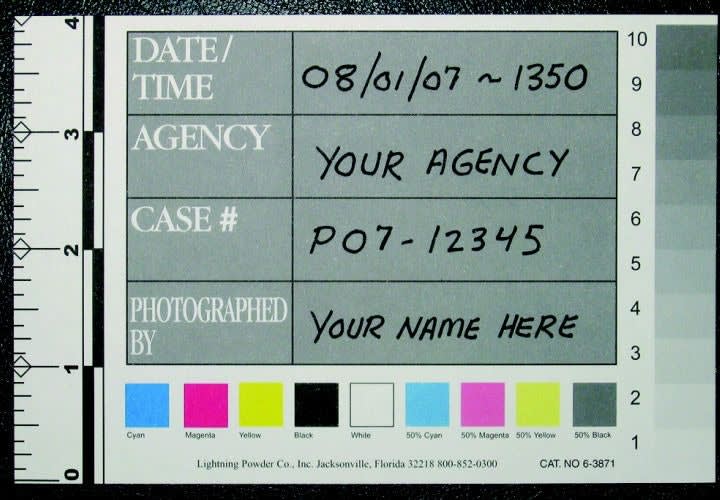 DATE/
TIME
08/01/07 ~ 1350
AGENCY
YOUR AGENCY
CASE #
P07-12345
PHOTOGRAPHED
BY
YOUR NAME HERE
4
3
2
1
0
10
9
8
7
6
5
4
3
2
1
Cyan Magenta Yellow Black White 50% Cyan 50% Magenta 50% Yellow 50% Black
Lightning Powder Co., Inc. Jacksonville, Florida 32218 800-852-0300 CAT. NO 6-3871